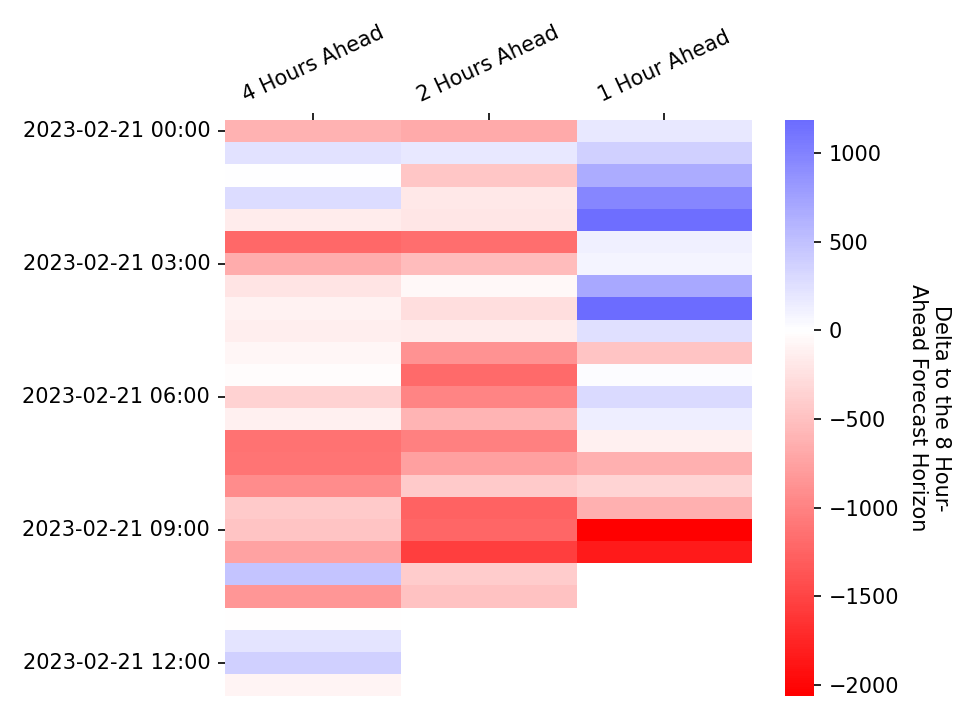 4 Hours Ahead
2 Hours Ahead
1 Hour Ahead
2023-02-21 00:00
2023-02-21 03:00
2023-02-21 06:00
2023-02-21 09:00
2023-02-21 12:00
1000
500
0
−500
−1000
−1500
−2000
Delta to the 8 Hour-
Ahead Forecast Horizon